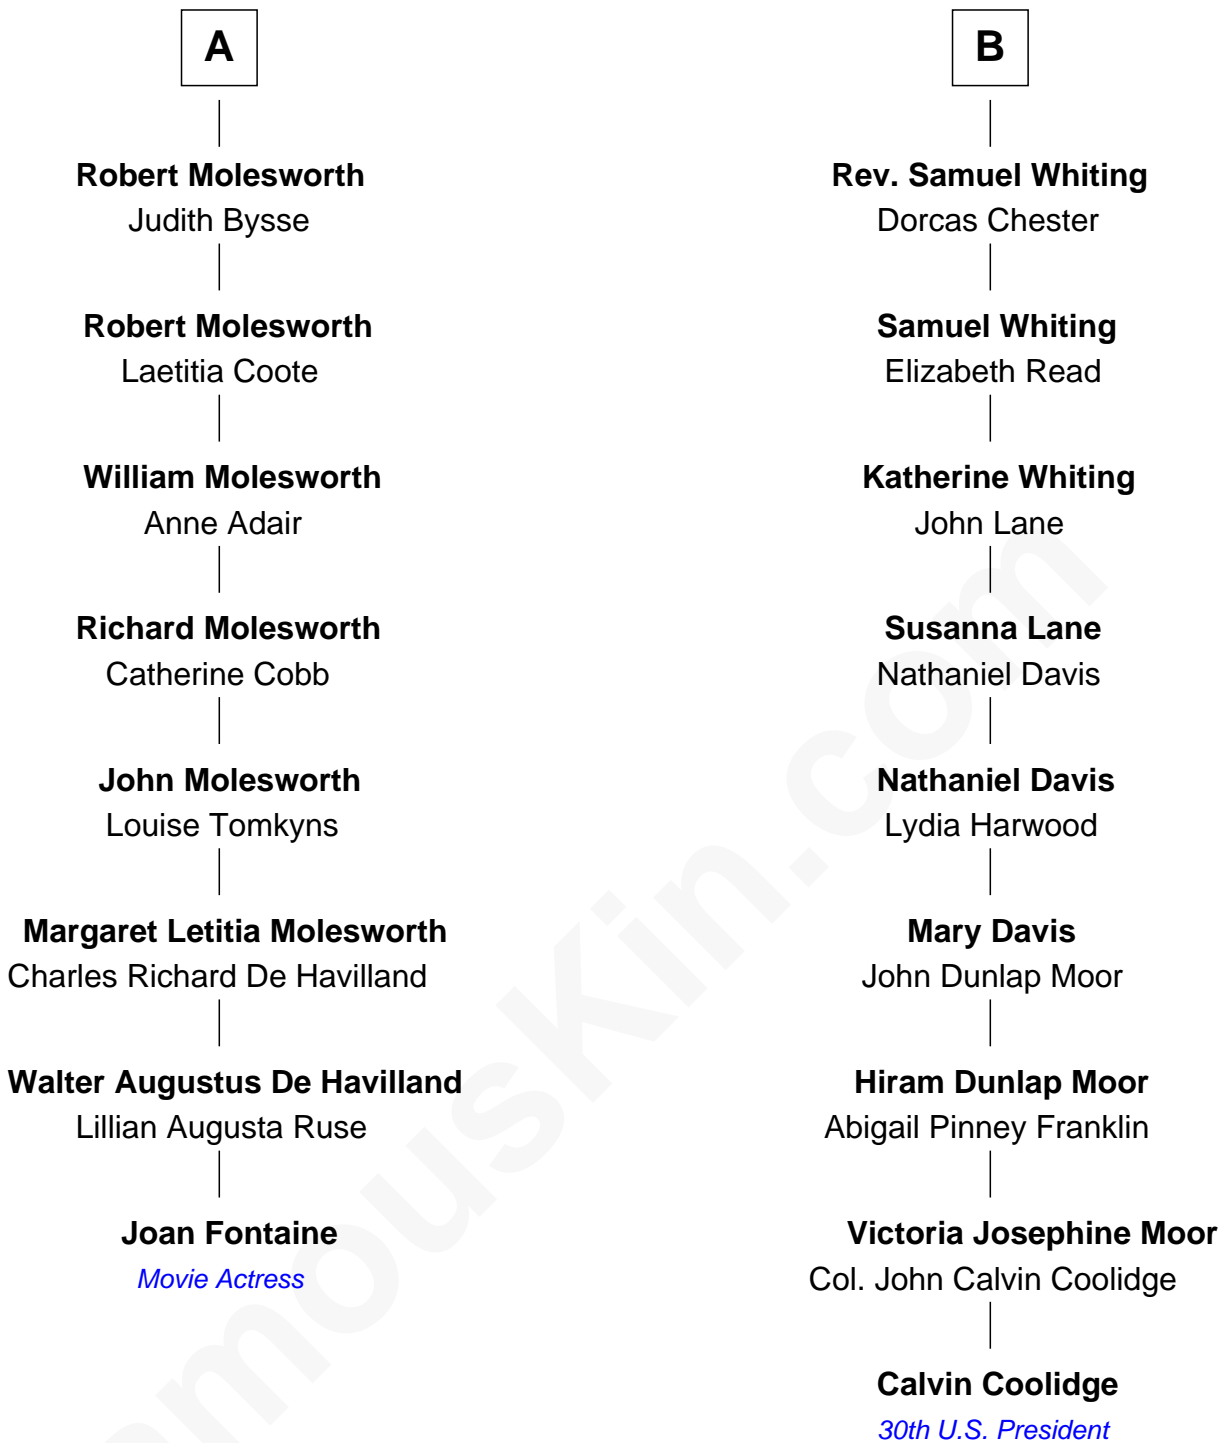 A
Robert Molesworth
Judith Bysse
Robert Molesworth
Laetitia Coote
William Molesworth
Anne Adair
Richard Molesworth
Catherine Cobb
John Molesworth
Louise Tomkyns
Margaret Letitia Molesworth
Charles Richard De Havilland
Walter Augustus De Havilland
Lillian Augusta Ruse
Joan Fontaine
Movie Actress
B
Rev. Samuel Whiting
Dorcas Chester
Samuel Whiting
Elizabeth Read
Katherine Whiting
John Lane
Susanna Lane
Nathaniel Davis
Nathaniel Davis
Lydia Harwood
Mary Davis
John Dunlap Moor
Hiram Dunlap Moor
Abigail Pinney Franklin
Victoria Josephine Moor
Col. John Calvin Coolidge
Calvin Coolidge
30th U.S. President
amousKin.com